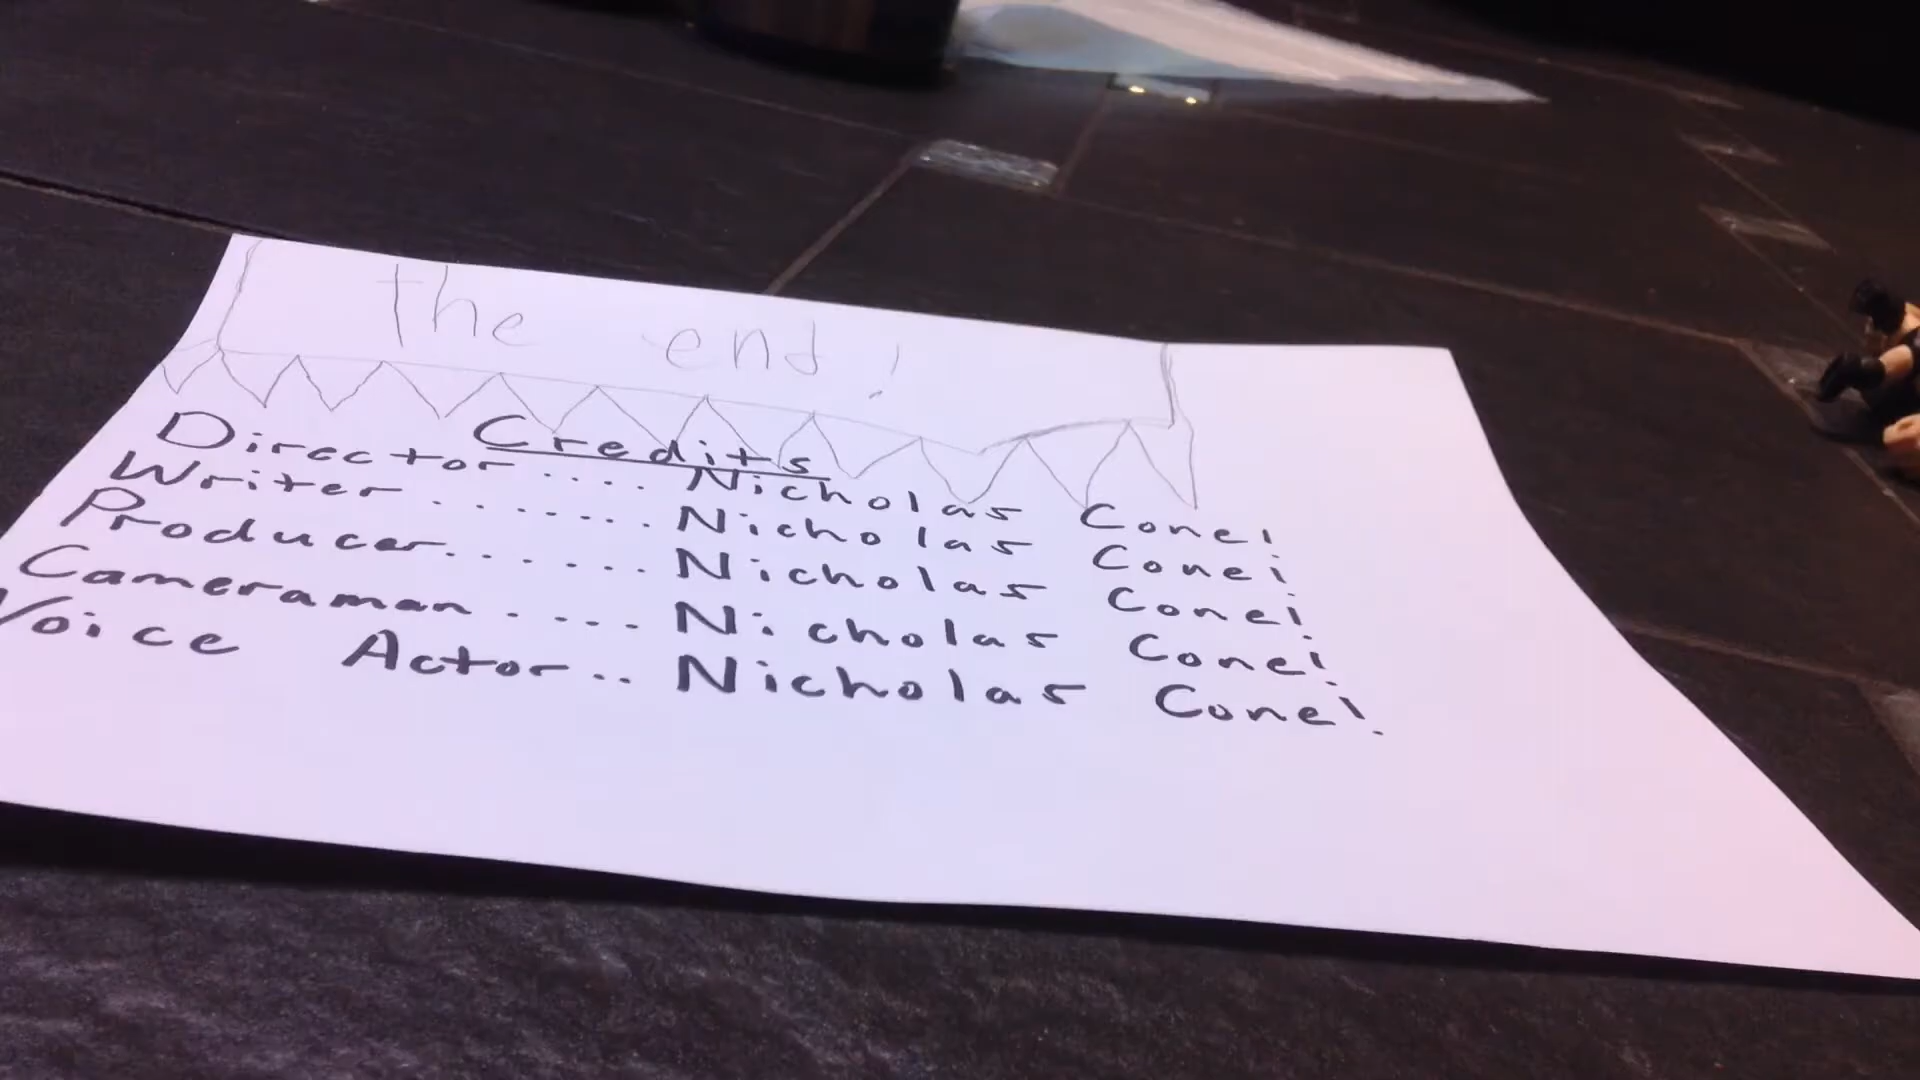 the end!
Credits
Director.... Nicholas Cone!
Writer....... Nicholas Cone!
Producer....... Nicholas Cone!
Cameraman.... Nicholas Cone!
Voice Actor.. Nicholas Cone!